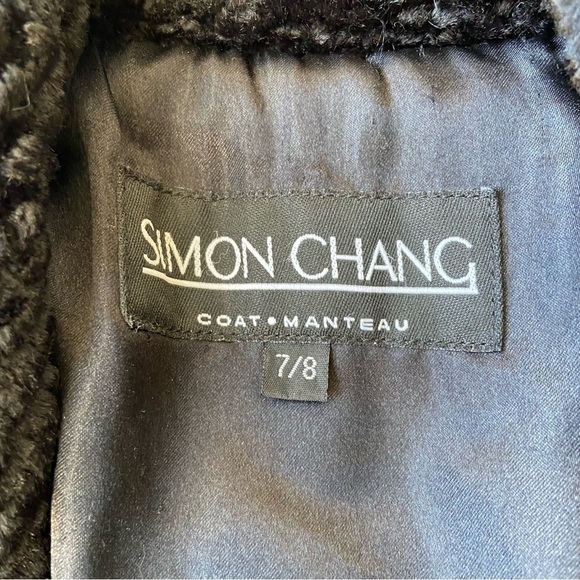 SIMON CHANG
COAT • MANTEAU
7/8